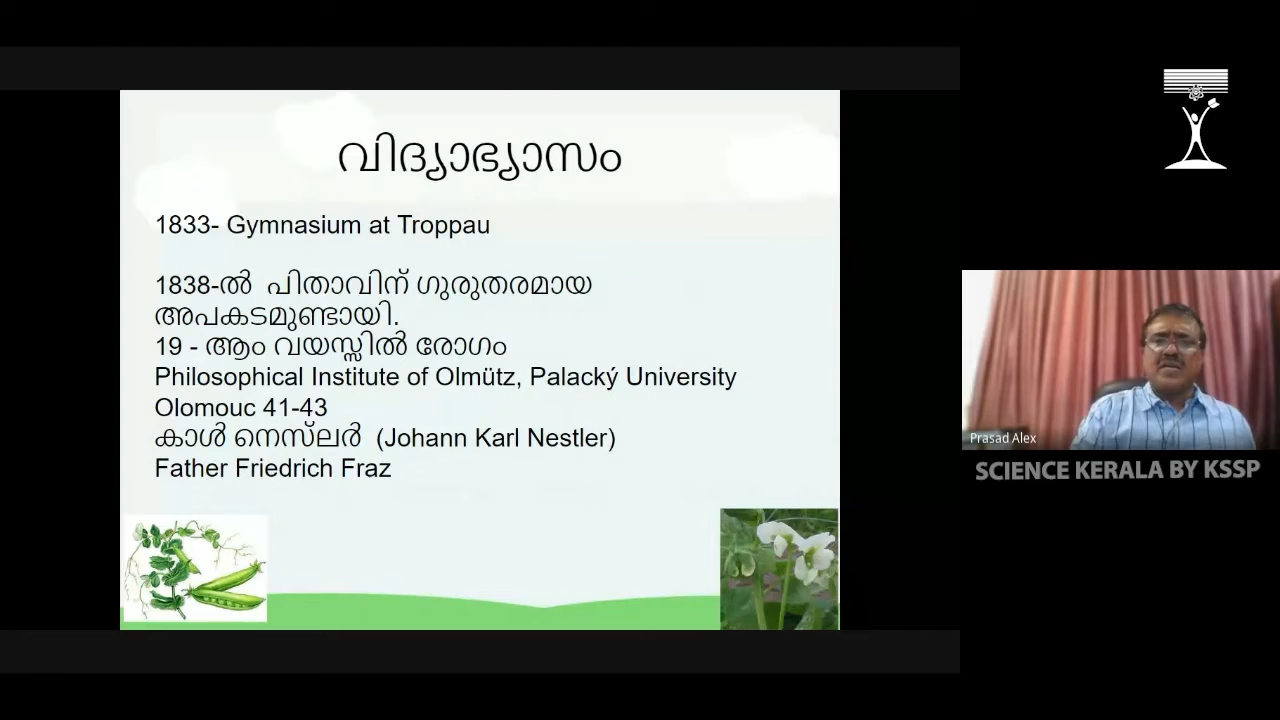 വിദ്യാഭ്യാസം
1833- Gymnasium at Troppau
1838-ൽ പിതാവിന് ഗുരുതരമായ
അപകടമുണ്ടായി.
19 - ആം വയസ്സിൽ രോഗം
Philosophical Institute of Olmütz, Palacký University
Olomouc 41-43
കാൾ നെസ്ലർ (Johann Karl Nestler)
Father Friedrich Fraz
Prasad Alex
SCIENCE KERALA BY KSSP